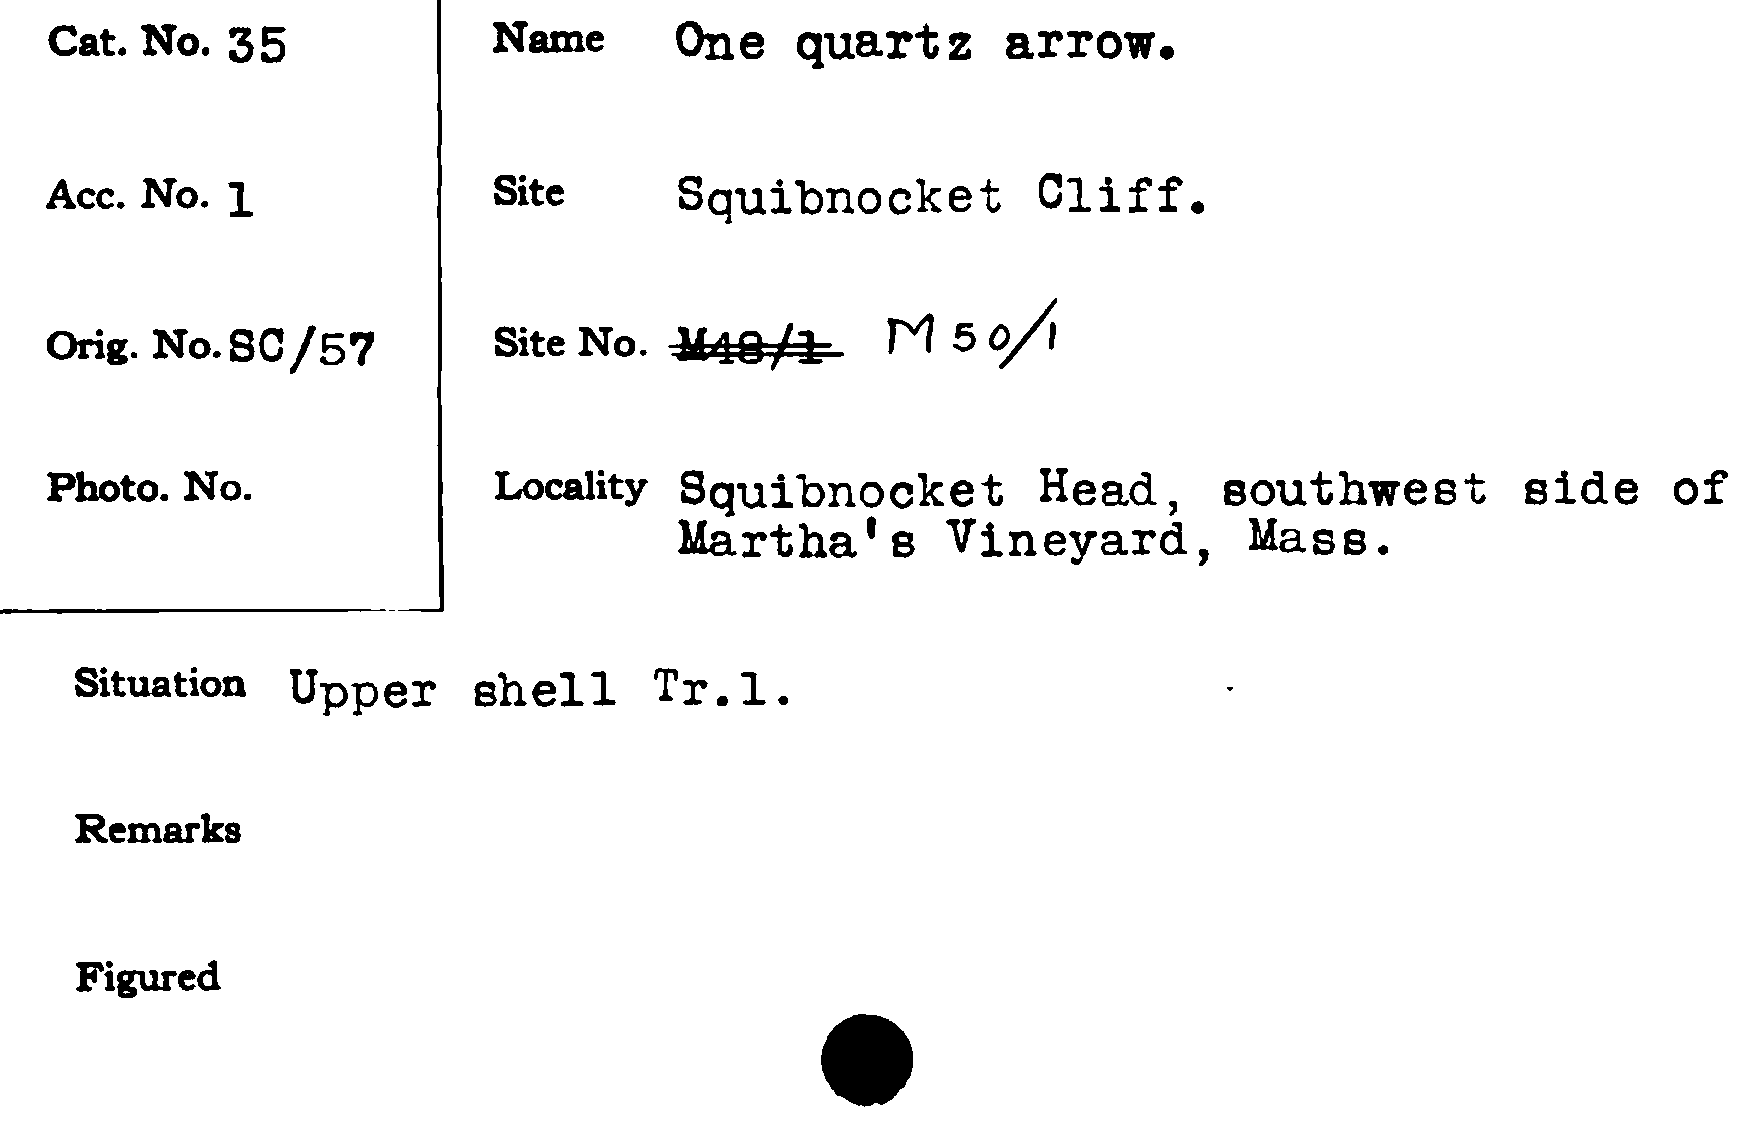 Cat. No. 35
Name One quartz arrow.
Acc. No. 1
Site Squibnocket Cliff.
Orig. No. SC/57
Site No. M48/1 M50/1
Photo. No.
Locality Squibnocket Head, southwest side of
Martha's Vineyard, Mass.
Situation Upper shell Tr.1.
Remarks
Figured